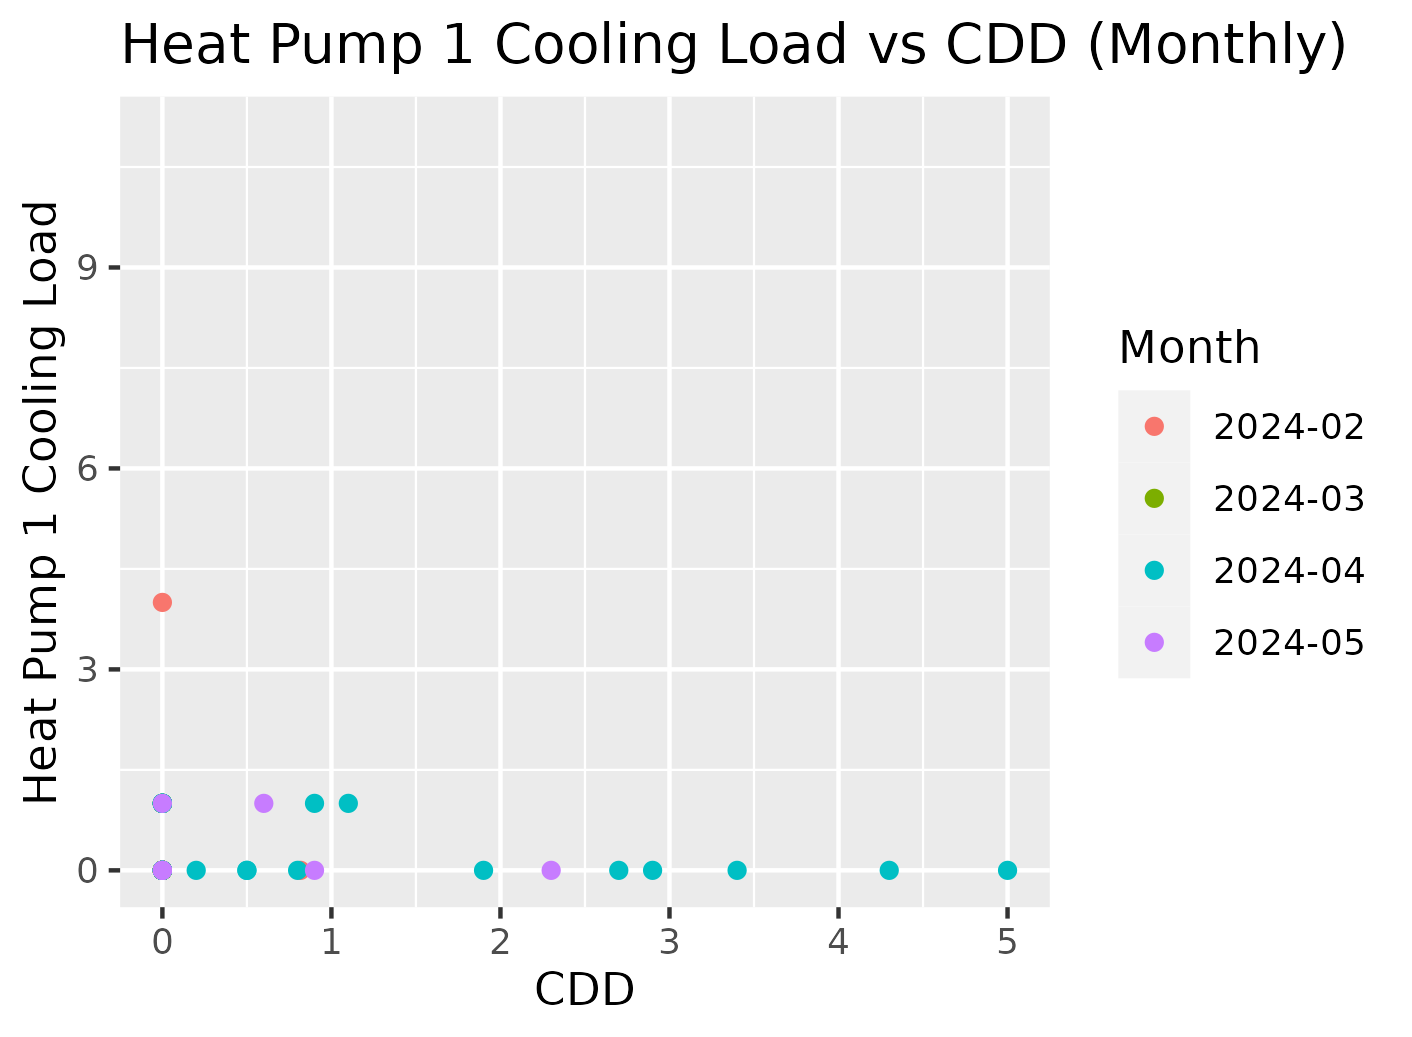 Heat Pump 1 Cooling Load vs CDD (Monthly)
Heat Pump 1 Cooling Load
9
6
3
0
0 1 2 3 4 5
CDD
Month
2024-02
2024-03
2024-04
2024-05